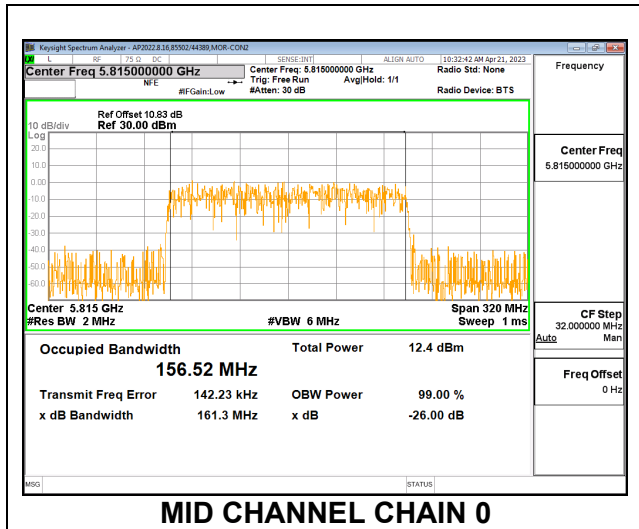 Keysight Spectrum Analyzer - AP2022.8.16,85502/44389,MOR-CON2
L RF 75 Ω DC SENSE:INT ALIGN AUTO 10:32:42 AM Apr 21, 2023
Center Freq 5.815000000 GHz
Center Freq: 5.815000000 GHz
Radio Std: None
NFE
Trig: Free Run
Avg|Hold: 1/1
#IFGain:Low
#Atten: 30 dB
Radio Device: BTS
Frequency
Ref Offset 10.83 dB
10 dB/div Ref 30.00 dBm
Log
20.0
10.0
0.00
-10.0
-20.0
-30.0
-40.0
-50.0
-60.0
Center Freq
5.815000000 GHz
Center 5.815 GHz Span 320 MHz
#Res BW 2 MHz #VBW 6 MHz Sweep 1 ms
CF Step
32.000000 MHz
Auto Man
Occupied Bandwidth Total Power 12.4 dBm
156.52 MHz
Transmit Freq Error 142.23 kHz OBW Power 99.00 %
x dB Bandwidth 161.3 MHz x dB -26.00 dB
Freq Offset
0 Hz
MSG STATUS
MID CHANNEL CHAIN 0